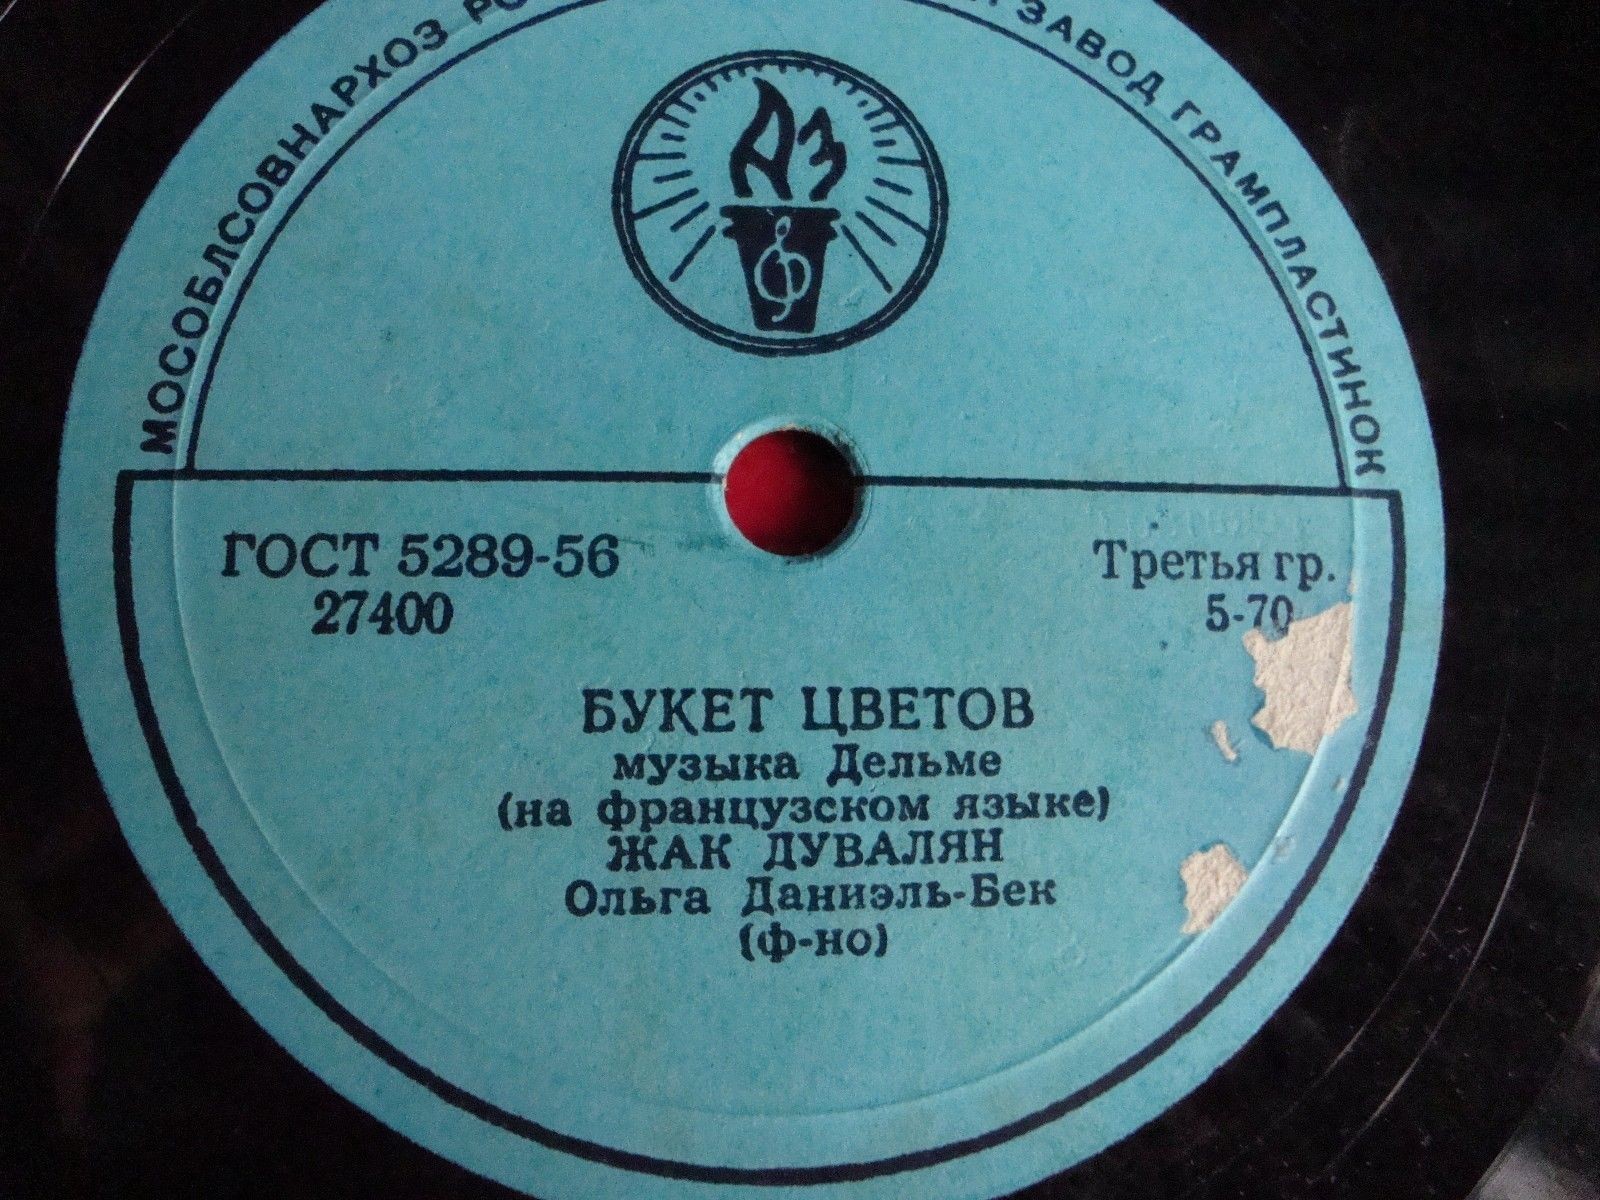 МОСОБЛСОВНАРХОЗ ЗАВОД ГРАМПЛАСТИНОК
АЗ
ГОСТ 5289-56
27400
Третья гр.
5-70
БУКЕТ ЦВЕТОВ
музыка Дельме
(на французском языке)
ЖАК ДУВАЛЯН
Ольга Даниэль-Бек
(ф-но)